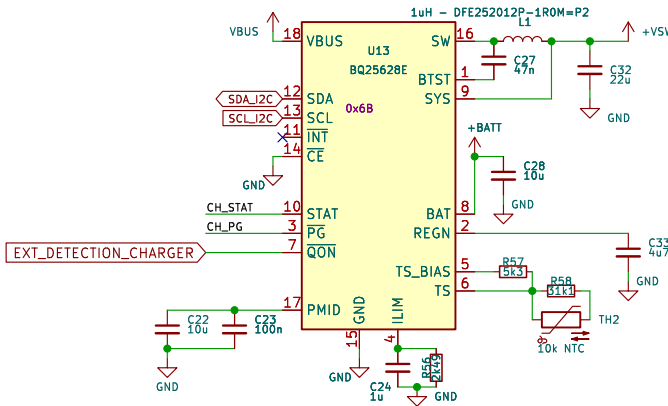 1uH - DFE252012P-1R0M=P2
L1
VBUS
+VSW
18 VBUS
U13
BQ25628E
0x6B
SW 16
C27
47n
BTST 1
SYS 9
C32
22u
GND
SDA_I2C 12 SDA
SCL_I2C 13 SCL
11 INT
14 CE
GND
+BATT
C28
10u
GND
CH_STAT 10 STAT
CH_PG 3 PG
EXT_DETECTION_CHARGER 7 QON
BAT 8
REGN 2
C33
4u7
GND
TS_BIAS 5
R57
5k3
TS 6
R58
31k1
TH2
10k NTC
17 PMID
C22
10u
C23
100n
GND
GND
15
GND
ILIM
4
C24
1u
R56
2k49
GND